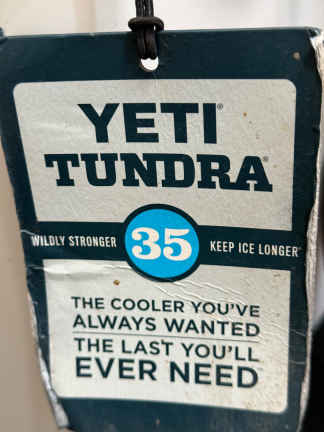 YETI
TUNDRA®
WILDLY STRONGER 35 KEEP ICE LONGER
THE COOLER YOU'VE
ALWAYS WANTED
THE LAST YOU'LL
EVER NEED